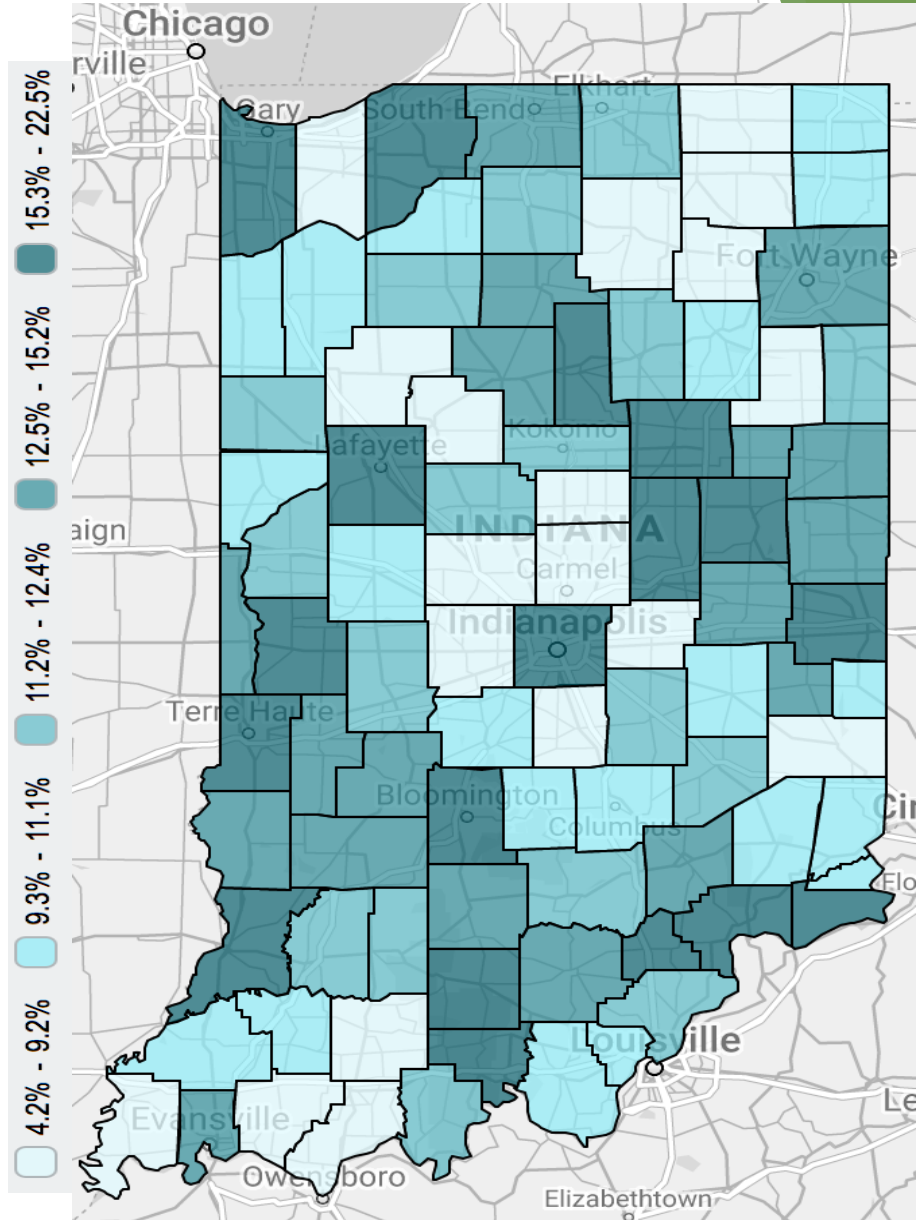 15.3% - 22.5%
12.5% - 15.2%
11.2% - 12.4%
9.3% - 11.1%
4.2% - 9.2%
Chicago
rville
Gary
South Bend
Elkhart
Fort Wayne
Lafayette
Kokomo
aign
INDIANA
Carmel
Indianapolis
Terre Haute
Bloomington
Columbus
Cin
Flo
Louisville
Evansville
Le
Owensboro
Elizabethtown